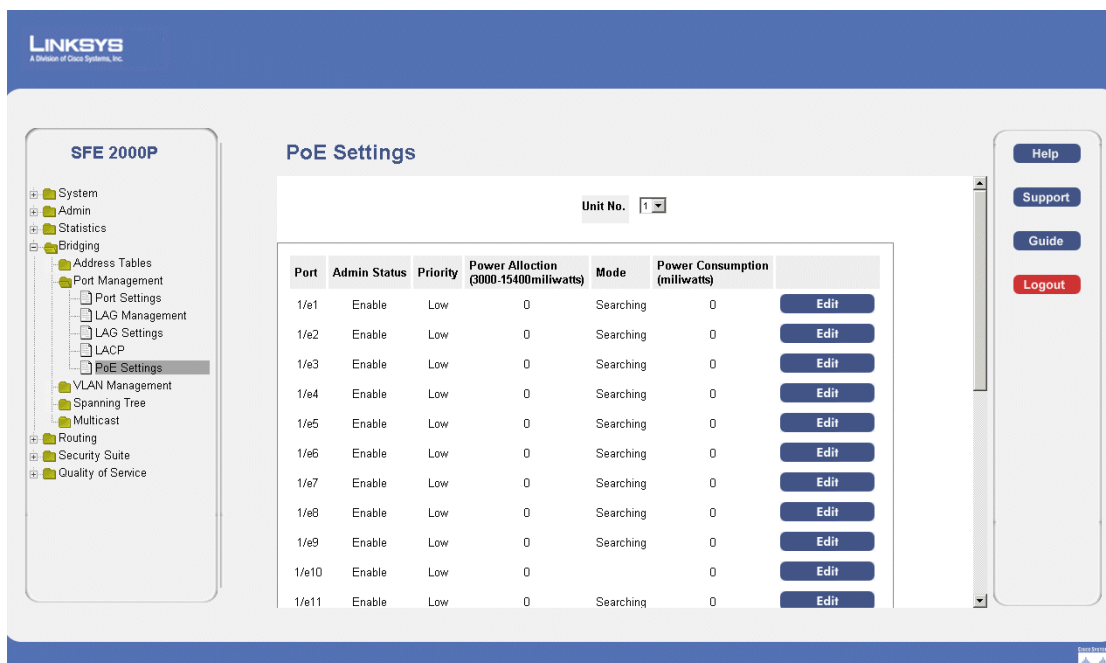 LINKSYS
A Division of Cisco Systems, Inc.
SFE 2000P
System
Admin
Statistics
Bridging
Address Tables
Port Management
Port Settings
LAG Management
LAG Settings
LACP
PoE Settings
VLAN Management
Spanning Tree
Multicast
Routing
Security Suite
Quality of Service
PoE Settings
Unit No. 1
Port Admin Status Priority Power Alloction (3000-15400miliwatts) Mode Power Consumption (miliwatts)
1/e1 Enable Low 0 Searching 0 Edit
1/e2 Enable Low 0 Searching 0 Edit
1/e3 Enable Low 0 Searching 0 Edit
1/e4 Enable Low 0 Searching 0 Edit
1/e5 Enable Low 0 Searching 0 Edit
1/e6 Enable Low 0 Searching 0 Edit
1/e7 Enable Low 0 Searching 0 Edit
1/e8 Enable Low 0 Searching 0 Edit
1/e9 Enable Low 0 Searching 0 Edit
1/e10 Enable Low 0 0 Edit
1/e11 Enable Low 0 Searching 0 Edit
Help
Support
Guide
Logout